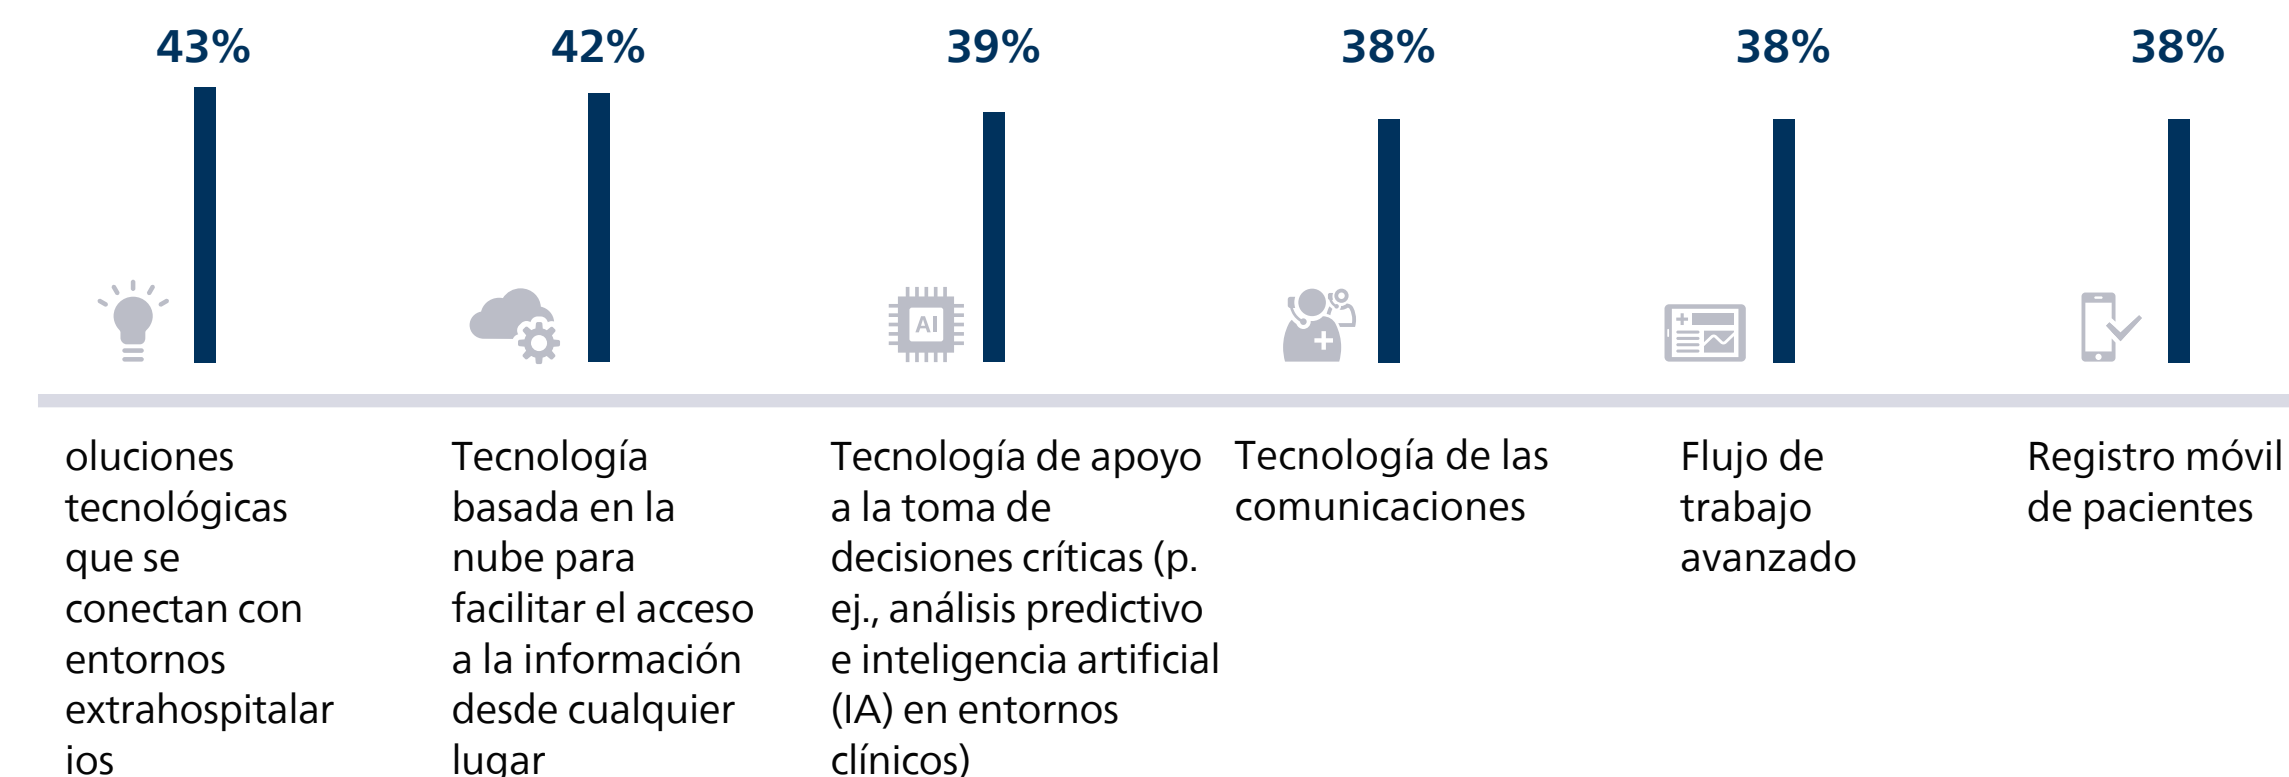 43%
42%
39%
38%
38%
38%
AI
oluciones
tecnológicas
que se
conectan con
entornos
extrahospitalar
ios
Tecnología
basada en la
nube para
facilitar el acceso
a la información
desde cualquier
lugar
Tecnología de apoyo
a la toma de
decisiones críticas (p.
ej., análisis predictivo
e inteligencia artificial
(IA) en entornos
clínicos)
Tecnología de las
comunicaciones
Flujo de
trabajo
avanzado
Registro móvil
de pacientes